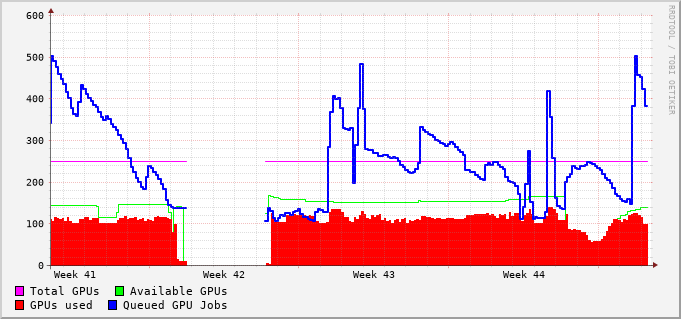 600
500
400
300
200
100
0
Week 41 Week 42 Week 43 Week 44
Total GPUs Available GPUs
GPUs used Queued GPU Jobs
RRDTOOL / TOBI OETIKER